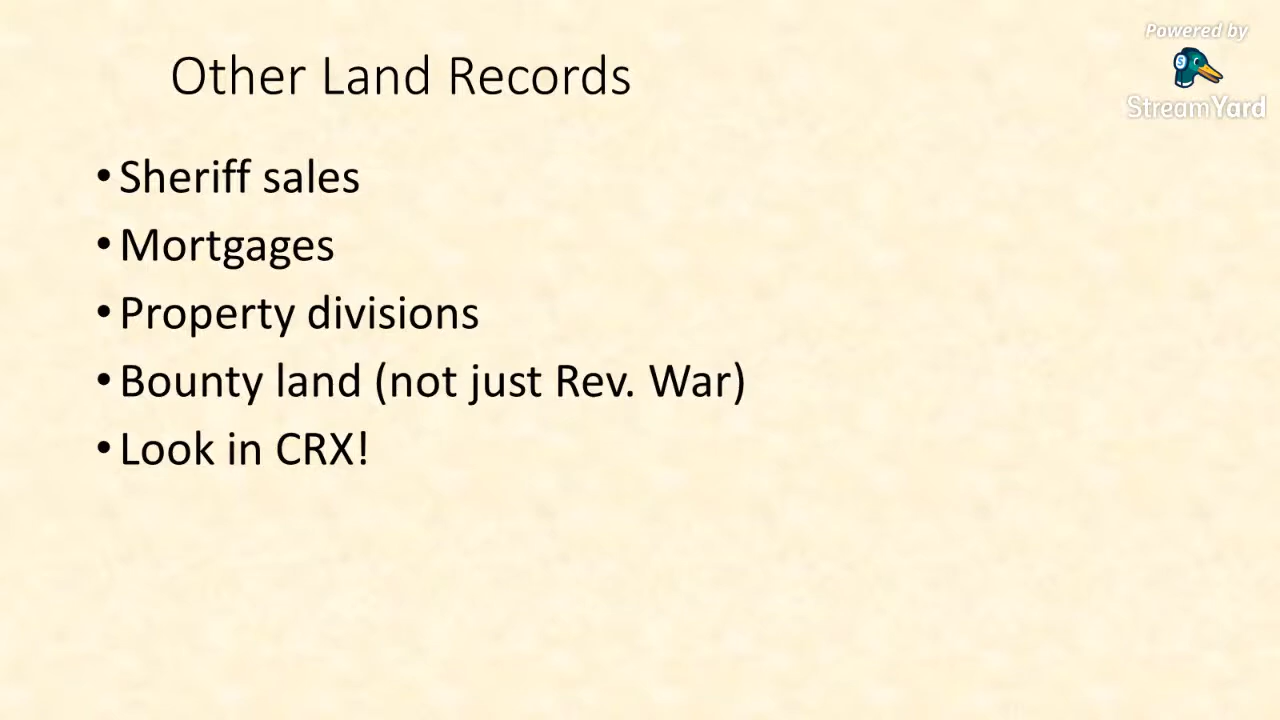 Powered by
StreamYard
Other Land Records
• Sheriff sales
• Mortgages
• Property divisions
• Bounty land (not just Rev. War)
• Look in CRX!